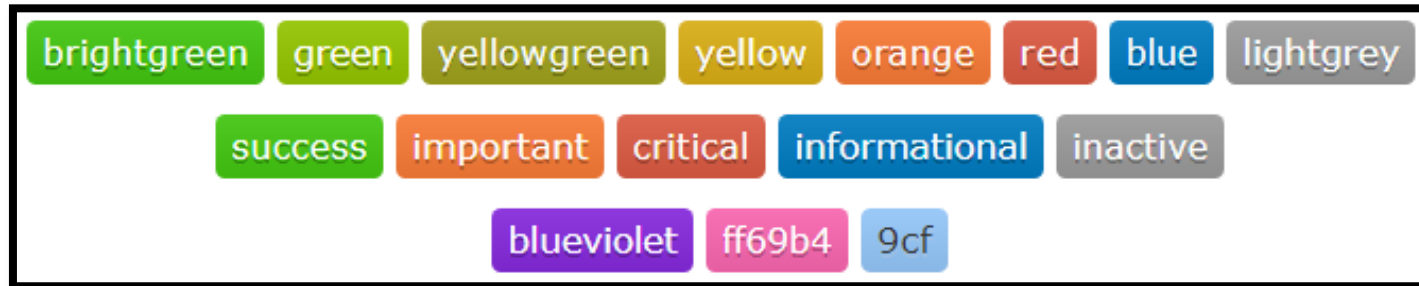 brightgreen green yellowgreen yellow orange red blue lightgrey
success important critical informational inactive
blueviolet ff69b4 9cf